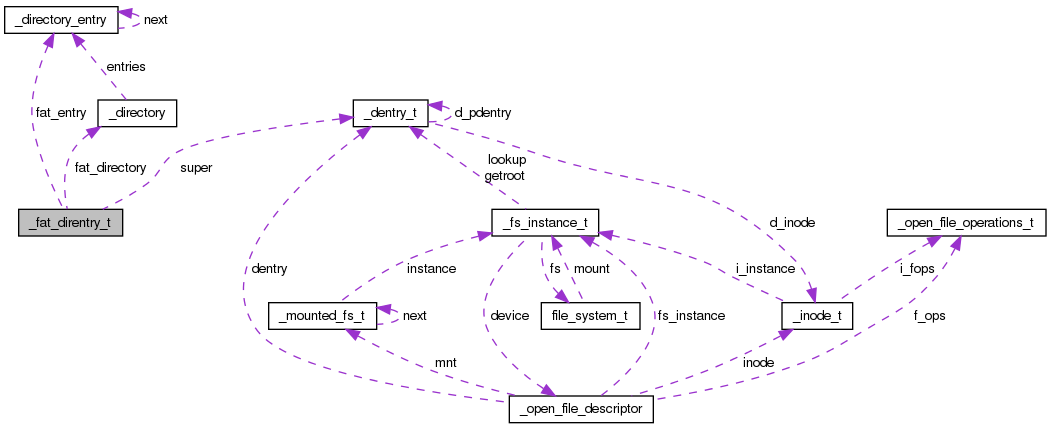 _directory_entry
next
entries
fat_entry
_directory
_dentry_t
d_pdentry
fat_directory
super
lookup
getroot
_fat_direntry_t
_fs_instance_t
d_inode
_open_file_operations_t
dentry
instance
fs
mount
i_instance
i_fops
_mounted_fs_t
next
device
file_system_t
fs_instance
_inode_t
f_ops
mnt
inode
_open_file_descriptor